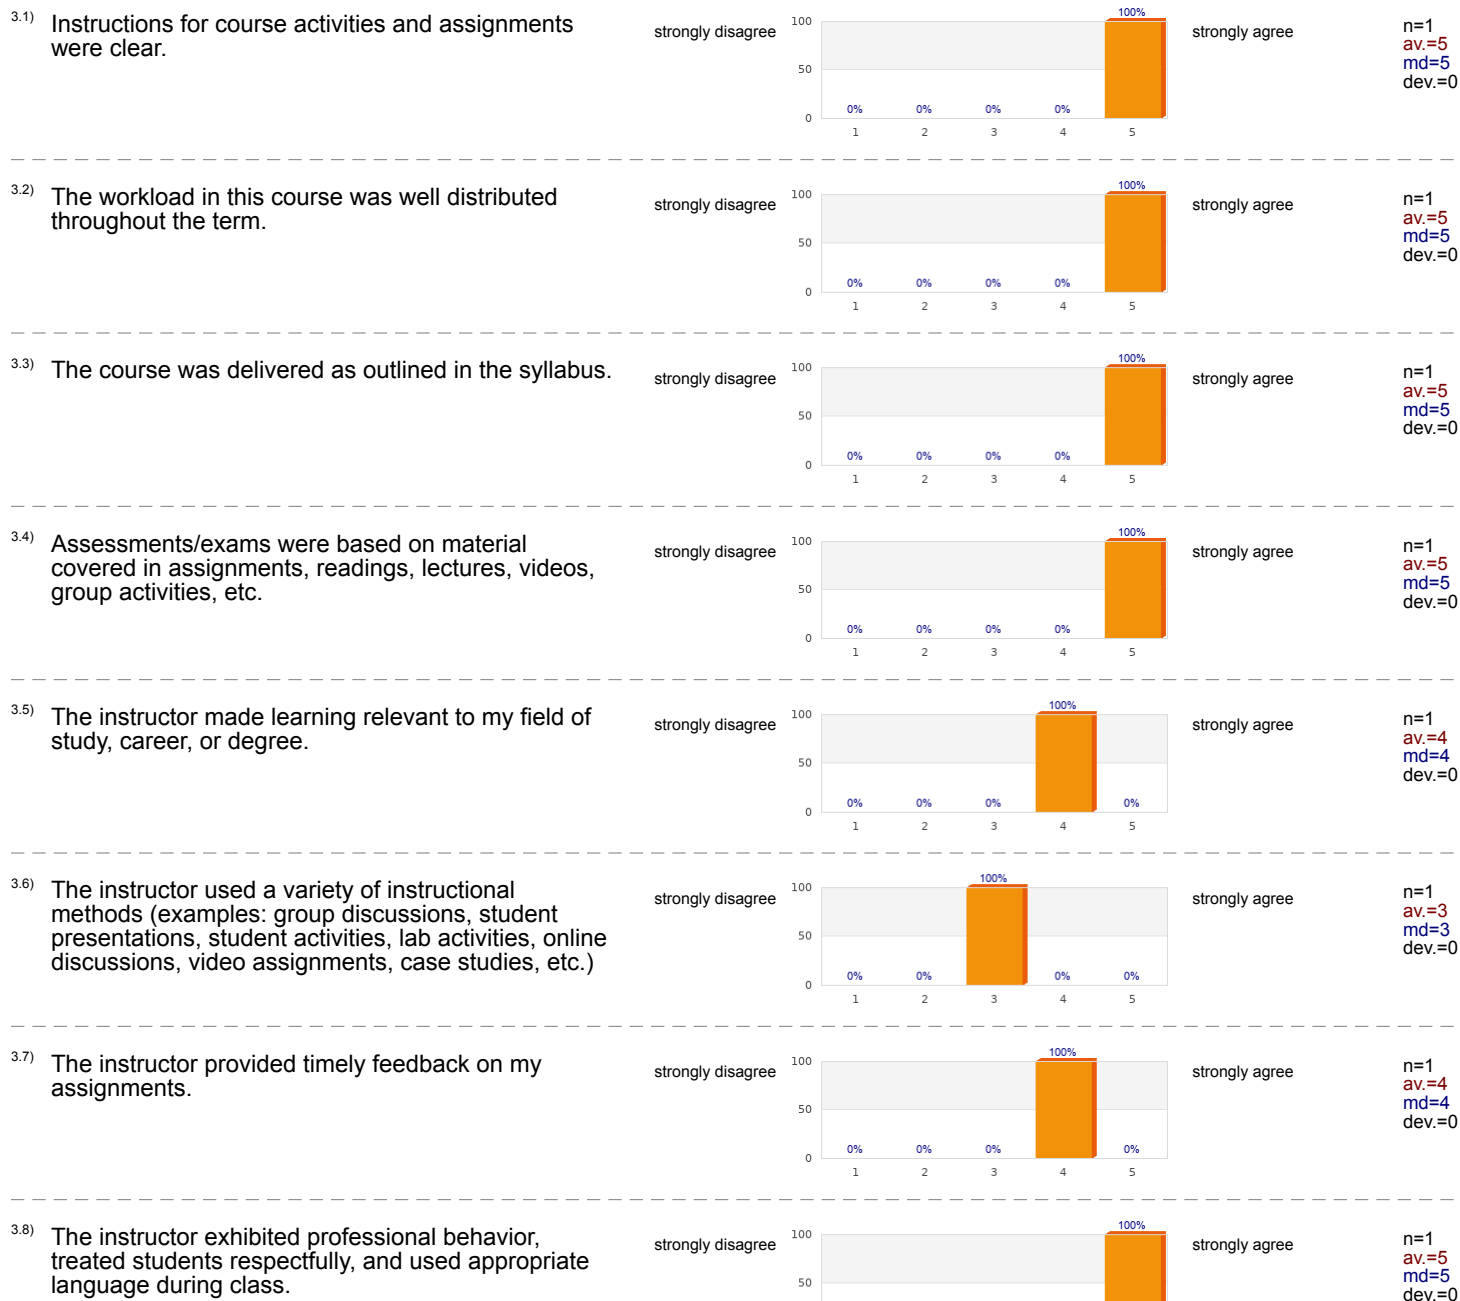 3.1) Instructions for course activities and assignments
were clear.
strongly disagree
100
50
0
0% 0% 0% 0% 100%
1 2 3 4 5
strongly agree
n=1
av.=5
md=5
dev.=0
3.2) The workload in this course was well distributed
throughout the term.
strongly disagree
100
50
0
0% 0% 0% 0% 100%
1 2 3 4 5
strongly agree
n=1
av.=5
md=5
dev.=0
3.3) The course was delivered as outlined in the syllabus.
strongly disagree
100
50
0
0% 0% 0% 0% 100%
1 2 3 4 5
strongly agree
n=1
av.=5
md=5
dev.=0
3.4) Assessments/exams were based on material
covered in assignments, readings, lectures, videos,
group activities, etc.
strongly disagree
100
50
0
0% 0% 0% 0% 100%
1 2 3 4 5
strongly agree
n=1
av.=5
md=5
dev.=0
3.5) The instructor made learning relevant to my field of
study, career, or degree.
strongly disagree
100
50
0
0% 0% 0% 100% 0%
1 2 3 4 5
strongly agree
n=1
av.=4
md=4
dev.=0
3.6) The instructor used a variety of instructional
methods (examples: group discussions, student
presentations, student activities, lab activities, online
discussions, video assignments, case studies, etc.)
strongly disagree
100
50
0
0% 0% 100% 0% 0%
1 2 3 4 5
strongly agree
n=1
av.=3
md=3
dev.=0
3.7) The instructor provided timely feedback on my
assignments.
strongly disagree
100
50
0
0% 0% 0% 100% 0%
1 2 3 4 5
strongly agree
n=1
av.=4
md=4
dev.=0
3.8) The instructor exhibited professional behavior,
treated students respectfully, and used appropriate
language during class.
strongly disagree
100
50
100%
strongly agree
n=1
av.=5
md=5
dev.=0